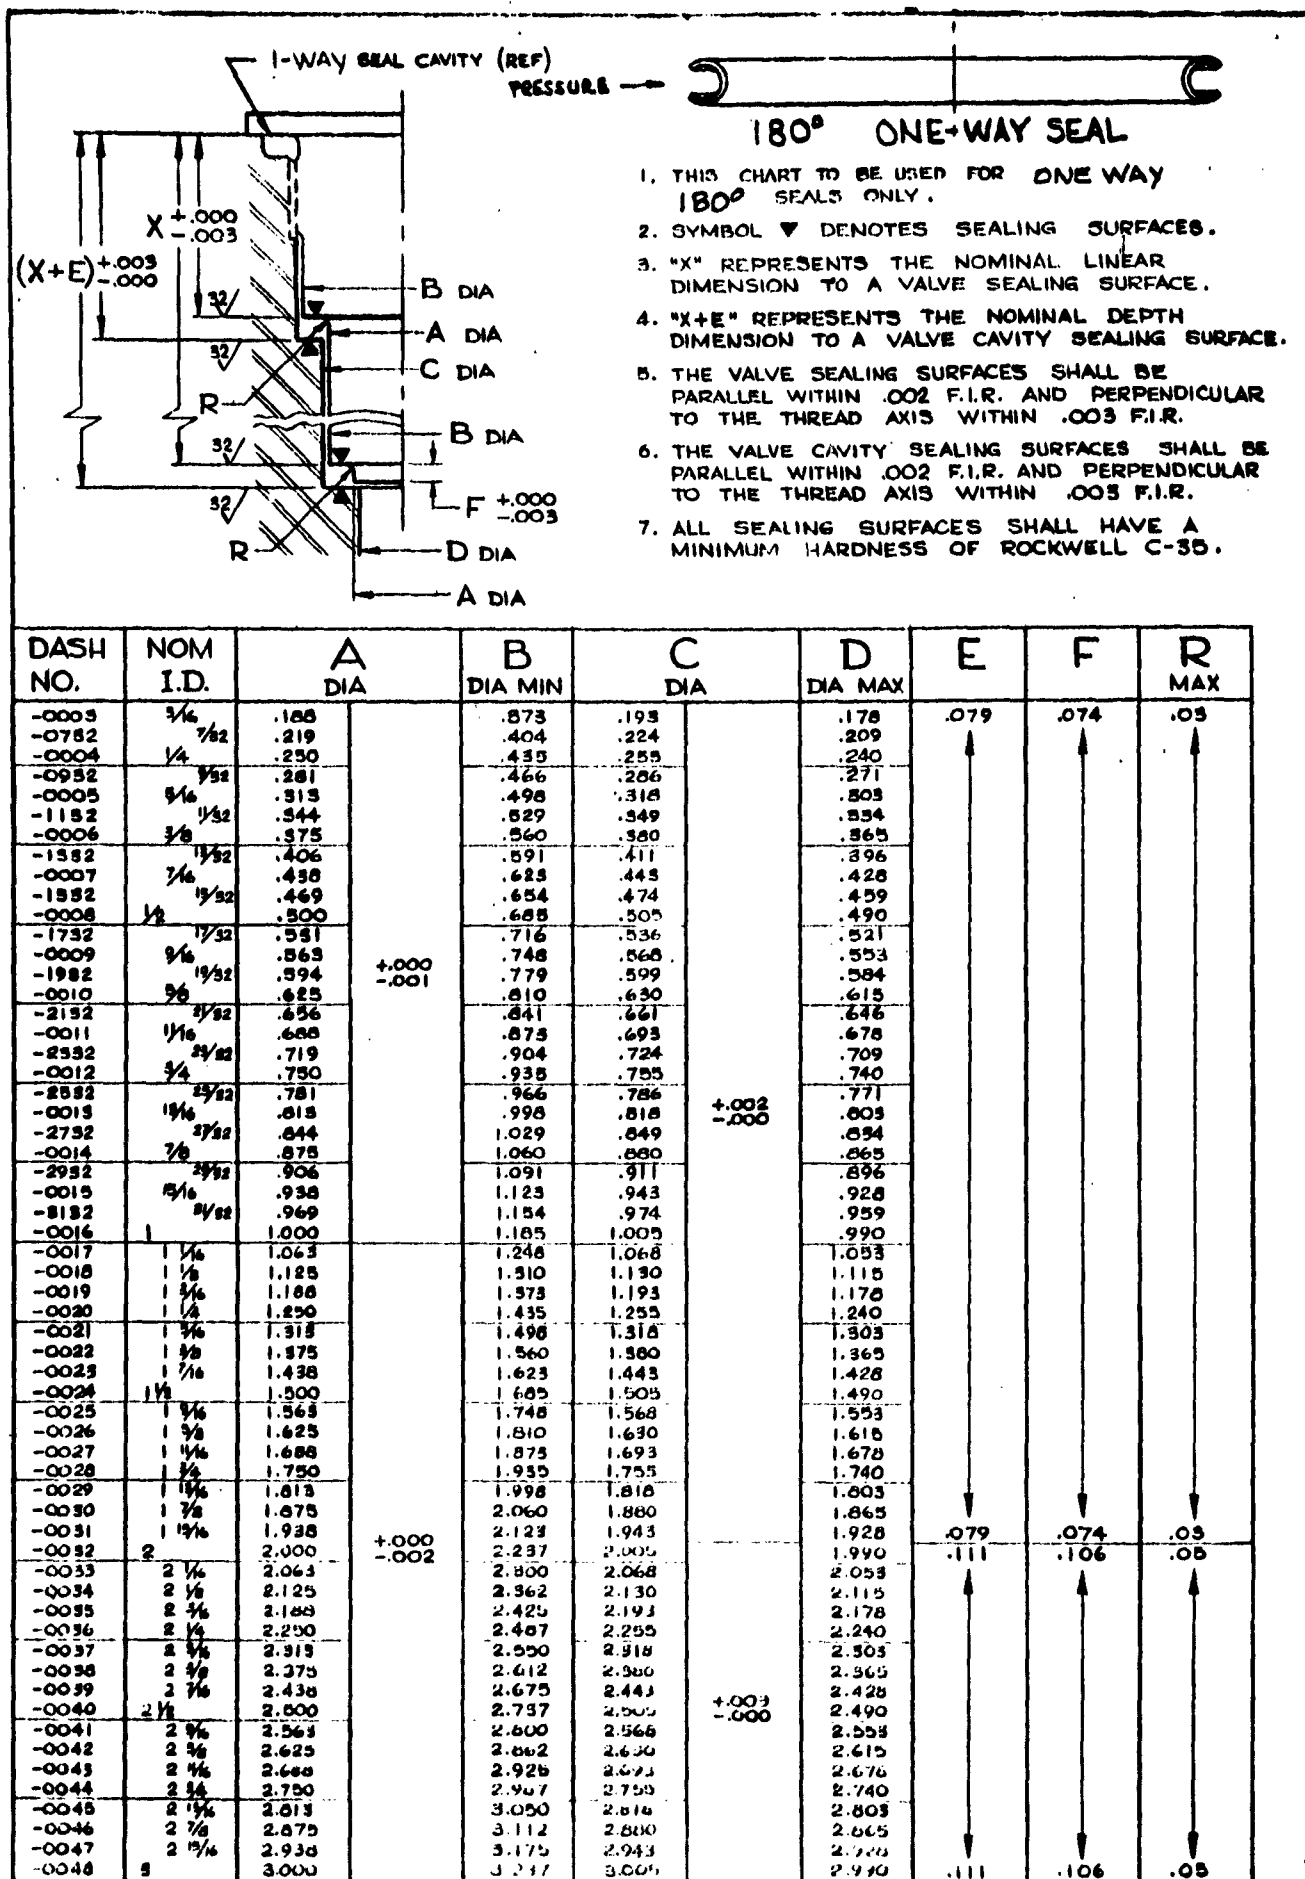 1-WAY SEAL CAVITY (REF)
PRESSURE
180° ONE-WAY SEAL
1. THIS CHART TO BE USED FOR ONE WAY
180° SEALS ONLY.
2. SYMBOL ▼ DENOTES SEALING SURFACES.
3. "X" REPRESENTS THE NOMINAL LINEAR
DIMENSION TO A VALVE SEALING SURFACE.
4. "X+E" REPRESENTS THE NOMINAL DEPTH
DIMENSION TO A VALVE CAVITY SEALING SURFACE.
5. THE VALVE SEALING SURFACES SHALL BE
PARALLEL WITHIN .002 F.I.R. AND PERPENDICULAR
TO THE THREAD AXIS WITHIN .003 F.I.R.
6. THE VALVE CAVITY SEALING SURFACES SHALL BE
PARALLEL WITHIN .002 F.I.R. AND PERPENDICULAR
TO THE THREAD AXIS WITHIN .003 F.I.R.
7. ALL SEALING SURFACES SHALL HAVE A
MINIMUM HARDNESS OF ROCKWELL C-35.
X +.000 -.003
(X+E) +.003 -.000
32
B DIA
A DIA
32
C DIA
R
B DIA
32
F +.000 -.003
32
R
D DIA
A DIA
DASH NO. NOM I.D. A DIA B DIA MIN C DIA D DIA MAX E F R MAX
-0003 3/16 .188 .373 .193 .178 .079 .074 .03
-0732 7/32 .219 .404 .224 .209
-0004 1/4 .250 .435 .255 .240
-0932 9/32 .281 .466 .286 .271
-0005 5/16 .313 .498 .318 .303
-1132 11/32 .344 .529 .349 .334
-0006 3/8 .375 .560 .380 .365
-1332 13/32 .406 .591 .411 .396
-0007 7/16 .438 .623 .443 .428
-1532 15/32 .469 .654 .474 .459
-0008 1/2 .500 .685 .505 .490
-1732 17/32 .531 .716 .536 .521
-0009 9/16 .563 .748 .568 .553
-1932 19/32 .594 +.000 -.001 .779 .599 .584
-0010 5/8 .625 .810 .630 .615
-2132 21/32 .656 .841 .661 .646
-0011 11/16 .688 .873 .693 .678
-2332 23/32 .719 .904 .724 .709
-0012 3/4 .750 .935 .755 .740
-2532 25/32 .781 .966 .786 .771
-0013 13/16 .813 .998 .818 +.002 -.000 .803
-2732 27/32 .844 1.029 .849 .834
-0014 7/8 .875 1.060 .880 .865
-2932 29/32 .906 1.091 .911 .896
-0015 15/16 .938 1.123 .943 .928
-3132 31/32 .969 1.154 .974 .959
-0016 1 1.000 1.185 1.005 .990
-0017 1 1/16 1.063 1.248 1.068 1.053
-0018 1 1/8 1.125 1.310 1.130 1.115
-0019 1 3/16 1.188 1.373 1.193 1.178
-0020 1 1/4 1.250 1.435 1.255 1.240
-0021 1 5/16 1.313 1.498 1.318 1.303
-0022 1 3/8 1.375 1.560 1.380 1.365
-0023 1 7/16 1.438 1.623 1.443 1.428
-0024 1 1/2 1.500 1.685 1.505 1.490
-0025 1 9/16 1.563 1.748 1.568 1.553
-0026 1 5/8 1.625 1.810 1.630 1.615
-0027 1 11/16 1.688 1.873 1.693 1.678
-0028 1 3/4 1.750 1.935 1.755 1.740
-0029 1 13/16 1.813 1.998 1.818 1.803
-0030 1 7/8 1.875 2.060 1.880 1.865
-0031 1 15/16 1.938 2.123 1.943 1.928 .079 .074 .03
-0032 2 2.000 +.000 -.002 2.237 2.005 1.990 .111 .106 .05
-0033 2 1/16 2.063 2.300 2.068 2.053
-0034 2 1/8 2.125 2.362 2.130 2.115
-0035 2 3/16 2.188 2.425 2.193 2.178
-0036 2 1/4 2.250 2.487 2.255 2.240
-0037 2 5/16 2.313 2.550 2.318 2.303
-0038 2 3/8 2.375 2.612 2.380 2.365
-0039 2 7/16 2.438 2.675 2.443 2.428
-0040 2 1/2 2.500 2.737 2.505 +.003 -.000 2.490
-0041 2 9/16 2.563 2.800 2.568 2.553
-0042 2 5/8 2.625 2.862 2.630 2.615
-0043 2 11/16 2.688 2.925 2.693 2.678
-0044 2 3/4 2.750 2.987 2.755 2.740
-0045 2 13/16 2.813 3.050 2.818 2.803
-0046 2 7/8 2.875 3.112 2.880 2.865
-0047 2 15/16 2.938 3.175 2.943 2.928
-0048 3 3.000 3.237 3.005 2.990 .111 .106 .05